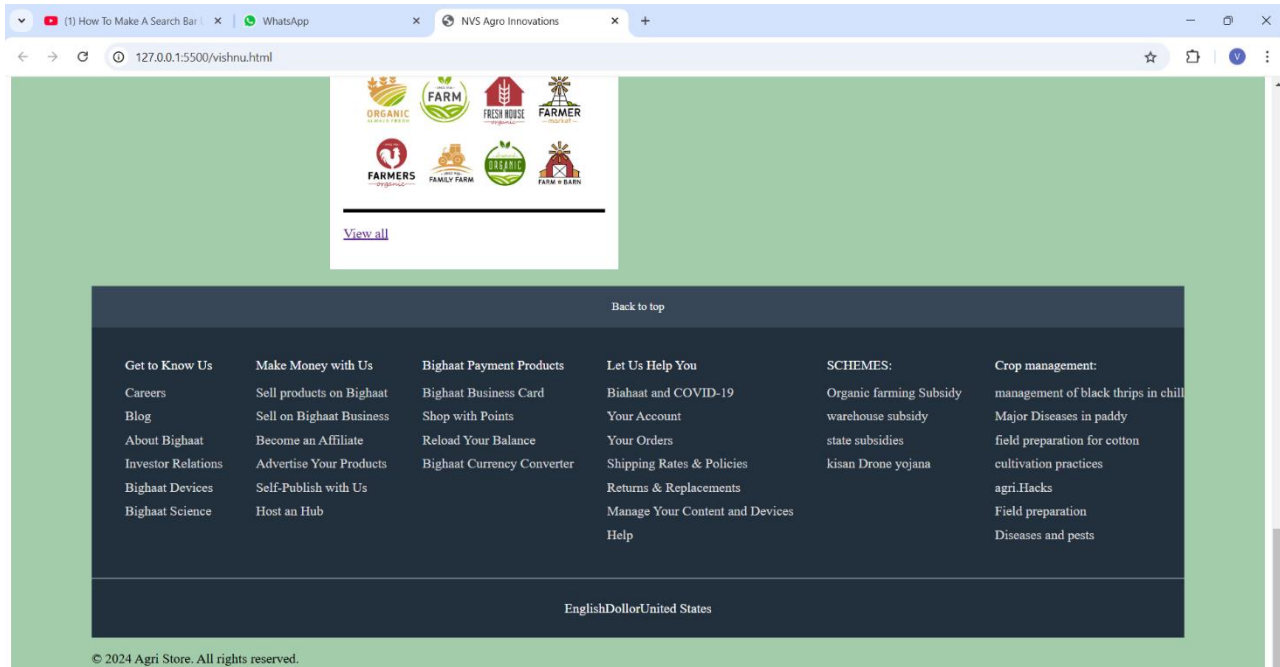 (1) How To Make A Search Bar
WhatsApp
NVS Agro Innovations
127.0.0.1:5500/vishnu.html
V
ORGANIC
ALWAYS FRESH
FARM
FRESH HOUSE
organic
FARMER
market
FARMERS
organic
FAMILY FARM
ORGANIC
FARM & BARN
View all
Back to top
Get to Know Us
Careers
Blog
About Bighaat
Investor Relations
Bighaat Devices
Bighaat Science
Make Money with Us
Sell products on Bighaat
Sell on Bighaat Business
Become an Affiliate
Advertise Your Products
Self-Publish with Us
Host an Hub
Bighaat Payment Products
Bighaat Business Card
Shop with Points
Reload Your Balance
Bighaat Currency Converter
Let Us Help You
Biahaat and COVID-19
Your Account
Your Orders
Shipping Rates & Policies
Returns & Replacements
Manage Your Content and Devices
Help
SCHEMES:
Organic farming Subsidy
warehouse subsidy
state subsidies
kisan Drone yojana
Crop management:
management of black thrips in chill
Major Diseases in paddy
field preparation for cotton
cultivation practices
agri.Hacks
Field preparation
Diseases and pests
EnglishDollorUnited States
© 2024 Agri Store. All rights reserved.